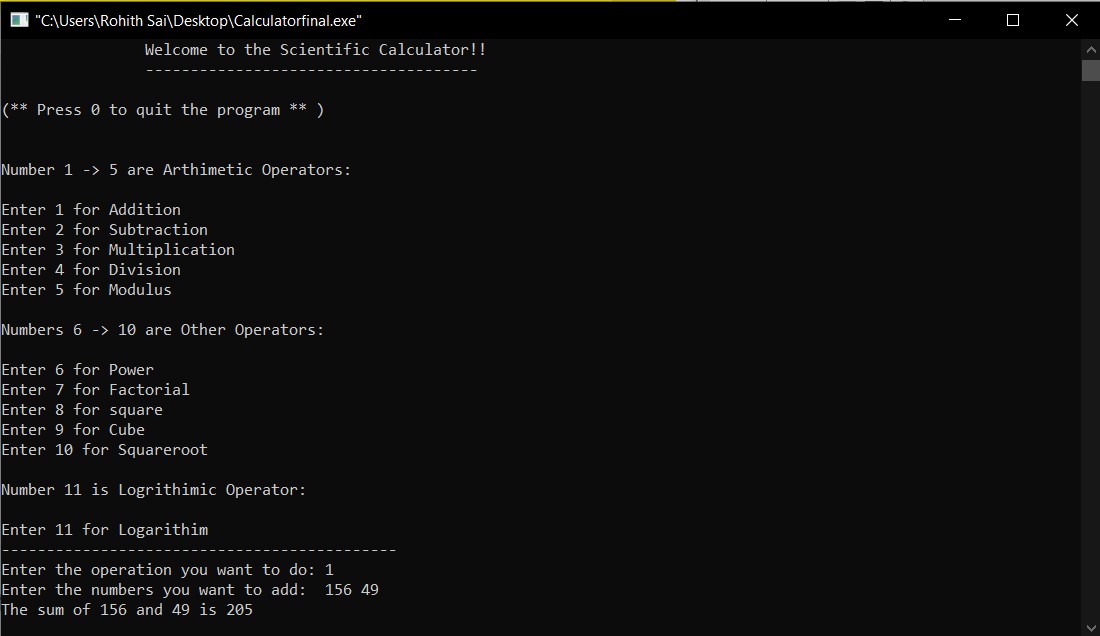 "C:\Users\Rohith Sai\Desktop\Calculatorfinal.exe"
Welcome to the Scientific Calculator!!
-------------------------------------
(** Press 0 to quit the program ** )
Number 1 -> 5 are Arthimetic Operators:
Enter 1 for Addition
Enter 2 for Subtraction
Enter 3 for Multiplication
Enter 4 for Division
Enter 5 for Modulus
Numbers 6 -> 10 are Other Operators:
Enter 6 for Power
Enter 7 for Factorial
Enter 8 for square
Enter 9 for Cube
Enter 10 for Squareroot
Number 11 is Logrithimic Operator:
Enter 11 for Logarithim
--------------------------------------------
Enter the operation you want to do: 1
Enter the numbers you want to add:  156 49
The sum of 156 and 49 is 205